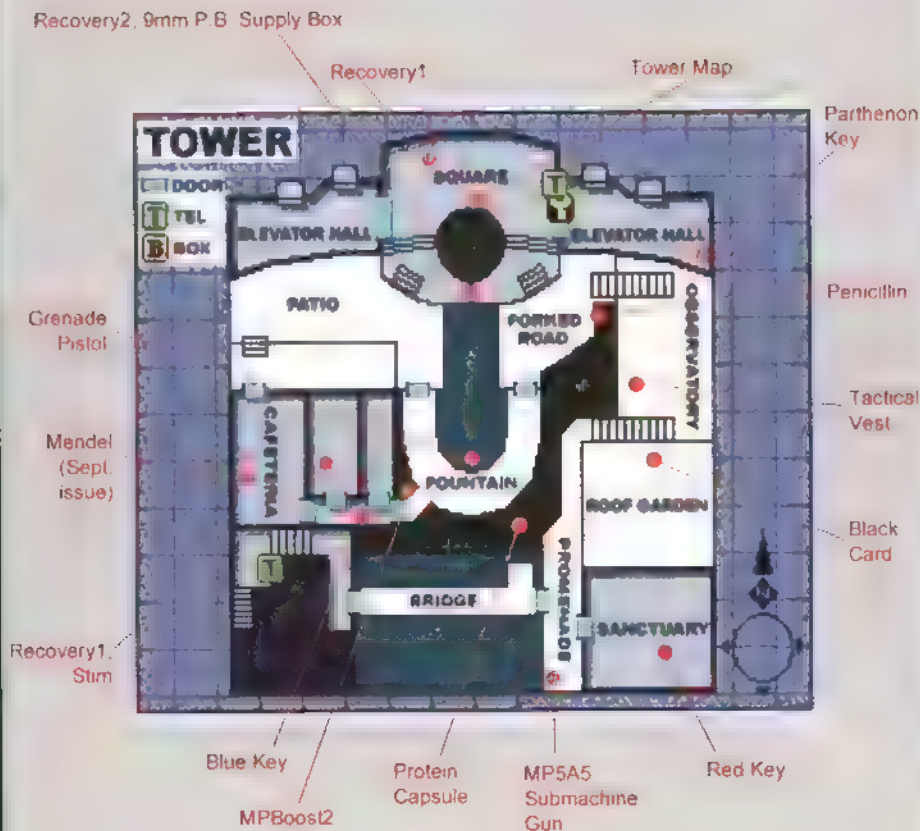 Recovery2, 9mm P.B. Supply Box
Recovery1
Tower Map
Parthenon
Key
TOWER
DOOR
T TEL
B BOX
SQUARE
T
ELEVATOR HALL
ELEVATOR HALL
PATIO
FORKED
ROAD
OBSERVATORY
Penicillin
Grenade
Pistol
Tactical
Vest
Mendel
(Sept.
issue)
CAFETERIA
FOUNTAIN
ROOF GARDEN
Black
Card
T
PROMENADE
BRIDGE
SANCTUARY
N
Recovery1,
Stim
Blue Key
MPBoost2
Protein
Capsule
MP5A5
Submachine
Gun
Red Key